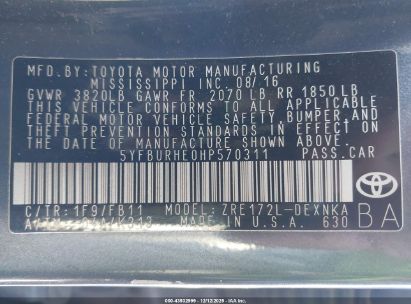 MFD. BY: TOYOTA MOTOR MANUFACTURING
MISSISSIPPI INC. 08/16
GVWR 3820LB GAWR FR 2070 LB RR 1850 LB
THIS VEHICLE CONFORMS TO ALL APPLICABLE
FEDERAL MOTOR VEHICLE SAFETY, BUMPER, AND
THEFT PREVENTION STANDARDS IN EFFECT ON
THE DATE OF MANUFACTURE SHOWN ABOVE.
5YFBURHE0HP570311 PASS.CAR
C/TR: 1F9/FB11 MODEL: ZRE172L-DEXNKA
/K313 MADE IN U.S.A. 630
TOYOTA
BA